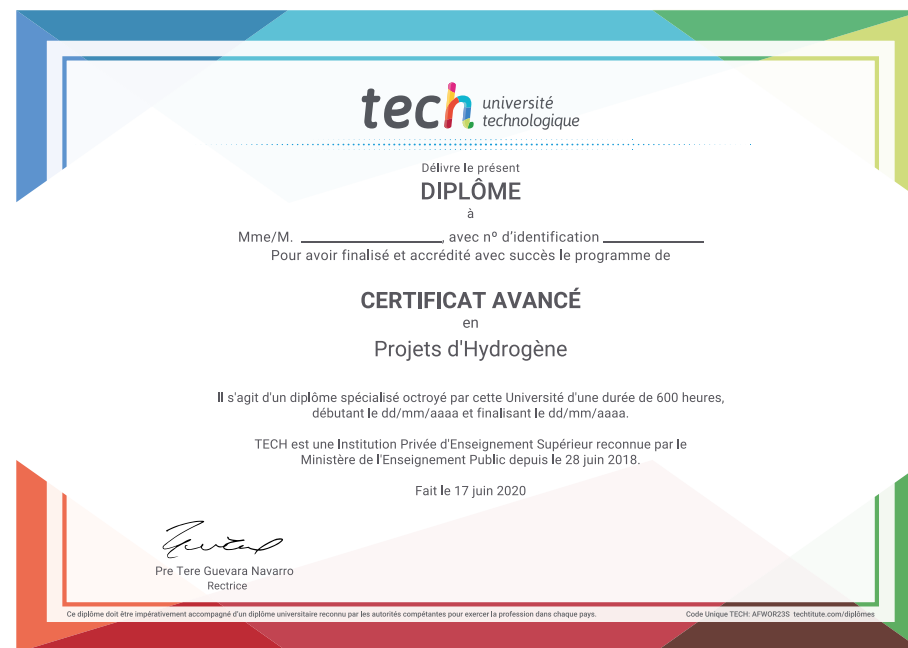 tech université
technologique
Délivre le présent
DIPLÔME
à
Mme/M. , avec nº d'identification
Pour avoir finalisé et accrédité avec succès le programme de
CERTIFICAT AVANCÉ
en
Projets d'Hydrogène
Il s'agit d'un diplôme spécialisé octroyé par cette Université d'une durée de 600 heures,
débutant le dd/mm/aaaa et finalisant le dd/mm/aaaa.
TECH est une Institution Privée d'Enseignement Supérieur reconnue par le
Ministère de l'Enseignement Public depuis le 28 juin 2018.
Fait le 17 juin 2020
Pre Tere Guevara Navarro
Rectrice
Ce diplôme doit être impérativement accompagné d'un diplôme universitaire reconnu par les autorités compétentes pour exercer la profession dans chaque pays.
Code Unique TECH: AFWOR23S techtitute.com/diplômes